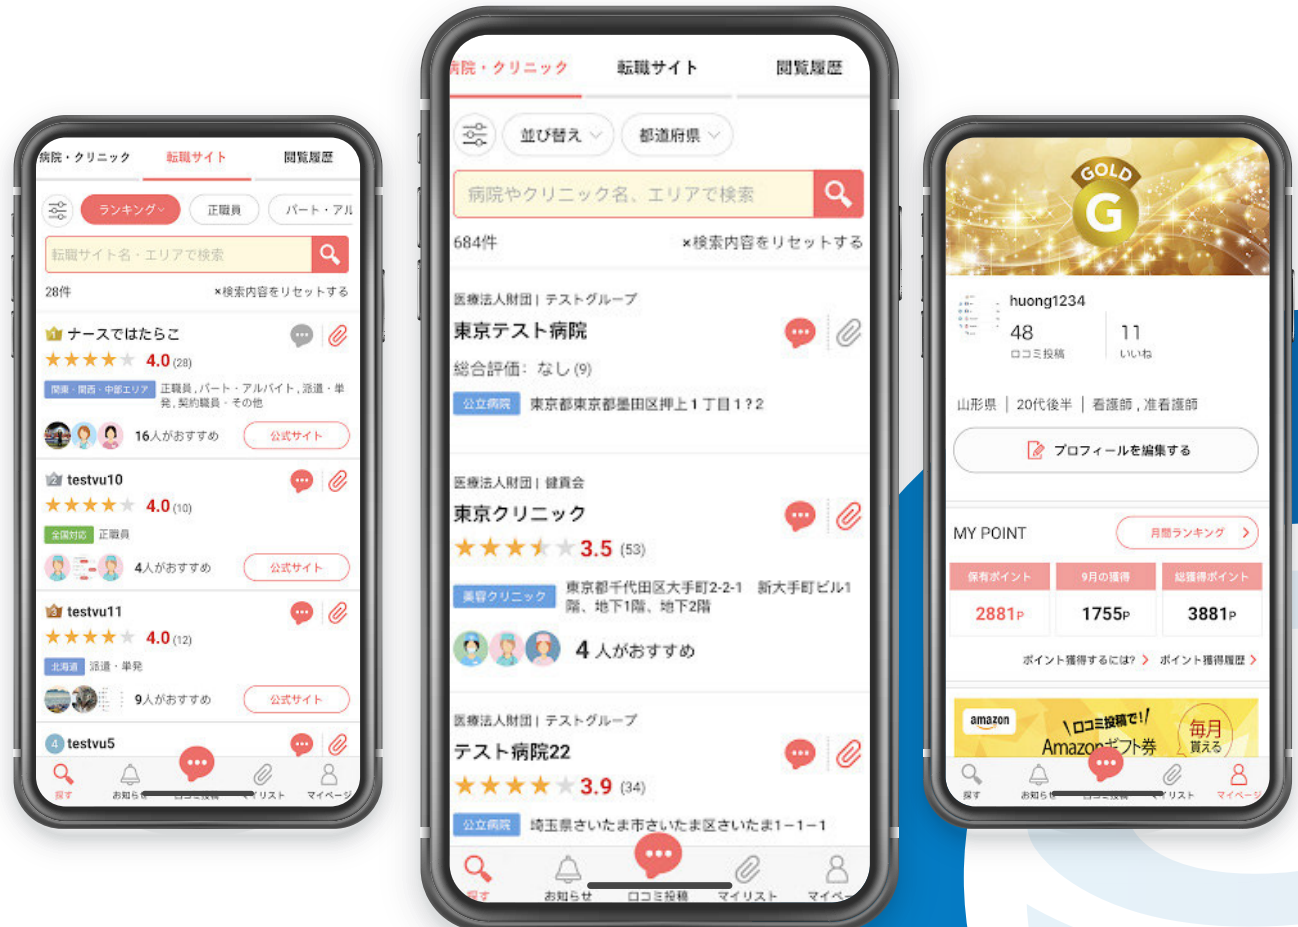 病院・クリニック
転職サイト
閲覧履歴
ランキング
正職員
パート・アル
転職サイト名・エリアで検索
28件
×検索内容をリセットする
1 ナースではたらこ
4.0 (28)
関東・関西・中部エリア
正職員,パート・アルバイト,派遣・単
発,契約職員・その他
16人がおすすめ
公式サイト
2 testvu10
4.0 (10)
全国対応
正職員
4人がおすすめ
公式サイト
3 testvu11
4.0 (12)
北海道
派遣・単発
9人がおすすめ
公式サイト
4 testvu5
探す
お知らせ
口コミ投稿
マイリスト
マイページ
病院・クリニック
転職サイト
閲覧履歴
並び替え
都道府県
病院やクリニック名、エリアで検索
684件
×検索内容をリセットする
医療法人財団 | テストグループ
東京テスト病院
総合評価: なし (9)
公立病院
東京都東京都墨田区押上1丁目1?2
医療法人財団 | 健貢会
東京クリニック
3.5 (53)
美容クリニック
東京都千代田区大手町2-2-1 新大手町ビル1
階、地下1階、地下2階
4 人がおすすめ
医療法人財団 | テストグループ
テスト病院22
3.9 (34)
公立病院
埼玉県さいたま市さいたま区さいたま1-1-1
探す
お知らせ
口コミ投稿
マイリスト
マイペー
GOLD
G
huong1234
48
口コミ投稿
11
いいね
山形県 | 20代後半 | 看護師 , 准看護師
プロフィールを編集する
MY POINT
月間ランキング
保有ポイント
9月の獲得
総獲得ポイント
2881P
1755P
3881P
ポイント獲得するには?
ポイント獲得履歴
amazon
\ 口コミ投稿で! /
Amazonギフト券
毎月
貰える
探す
お知らせ
口コミ投稿
マイリスト
マイページ